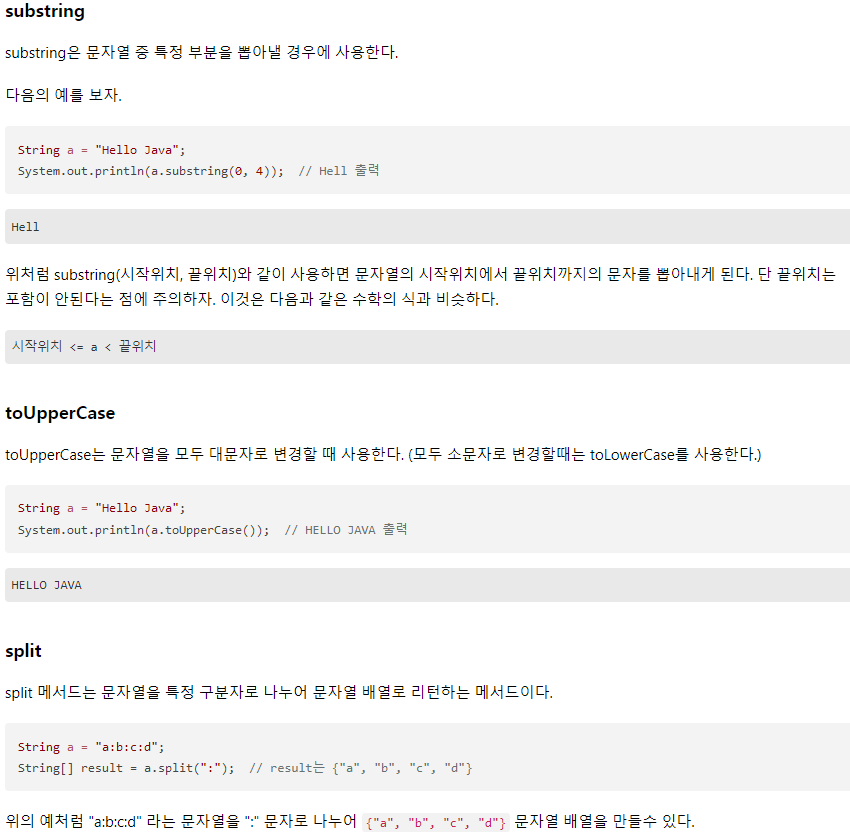 substring
substring은 문자열 중 특정 부분을 뽑아낼 경우에 사용한다.
다음의 예를 보자.
String a = "Hello Java";
System.out.println(a.substring(0, 4));  // Hell 출력
Hell
위처럼 substring(시작위치, 끝위치)와 같이 사용하면 문자열의 시작위치에서 끝위치까지의 문자를 뽑아내게 된다. 단 끝위치는
포함이 안된다는 점에 주의하자. 이것은 다음과 같은 수학의 식과 비슷하다.
시작위치 <= a < 끝위치
toUpperCase
toUpperCase는 문자열을 모두 대문자로 변경할 때 사용한다. (모두 소문자로 변경할때는 toLowerCase를 사용한다.)
String a = "Hello Java";
System.out.println(a.toUpperCase());  // HELLO JAVA 출력
HELLO JAVA
split
split 메서드는 문자열을 특정 구분자로 나누어 문자열 배열로 리턴하는 메서드이다.
String a = "a:b:c:d";
String[] result = a.split(":");  // result는 {"a", "b", "c", "d"}
위의 예처럼 "a:b:c:d" 라는 문자열을 ":" 문자로 나누어 {"a", "b", "c", "d"} 문자열 배열을 만들수 있다.